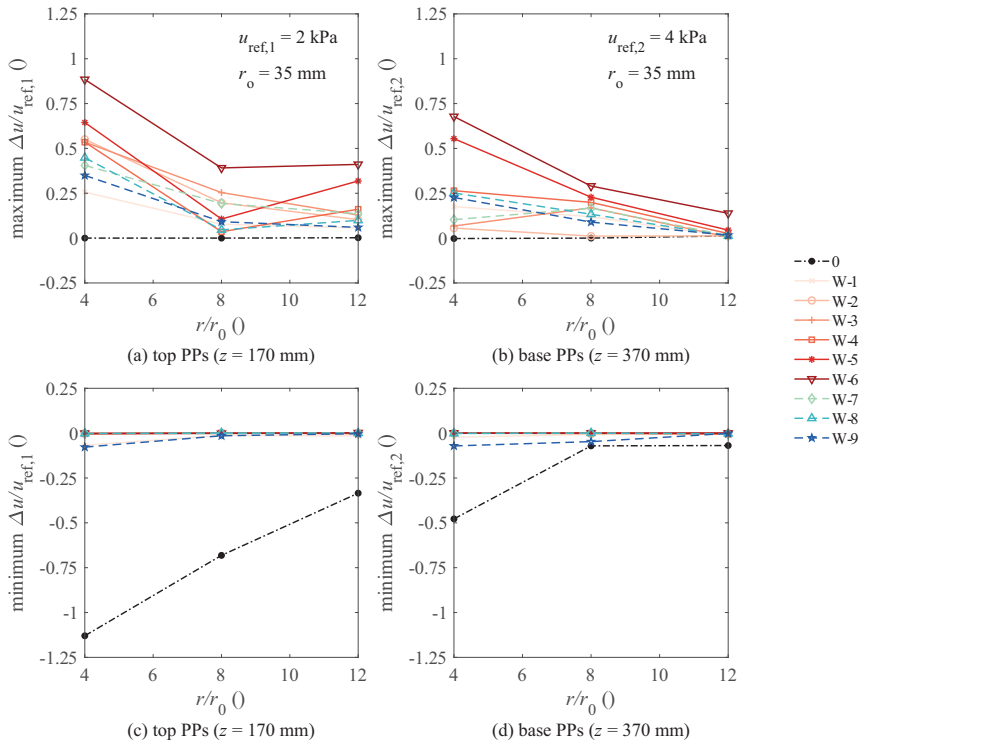 1.25
1
0.75
0.5
0.25
0
-0.25
4 6 8 10 12
maximum Δu/u_ref,1 ()
r/r_0 ()
u_ref,1 = 2 kPa
r_o = 35 mm
(a) top PPs (z = 170 mm)
1.25
1
0.75
0.5
0.25
0
-0.25
4 6 8 10 12
maximum Δu/u_ref,2 ()
r/r_0 ()
u_ref,2 = 4 kPa
r_o = 35 mm
(b) base PPs (z = 370 mm)
0
W-1
W-2
W-3
W-4
W-5
W-6
W-7
W-8
W-9
0.25
0
-0.25
-0.5
-0.75
-1
-1.25
4 6 8 10 12
minimum Δu/u_ref,1 ()
r/r_0 ()
(c) top PPs (z = 170 mm)
0.25
0
-0.25
-0.5
-0.75
-1
-1.25
4 6 8 10 12
minimum Δu/u_ref,2 ()
r/r_0 ()
(d) base PPs (z = 370 mm)